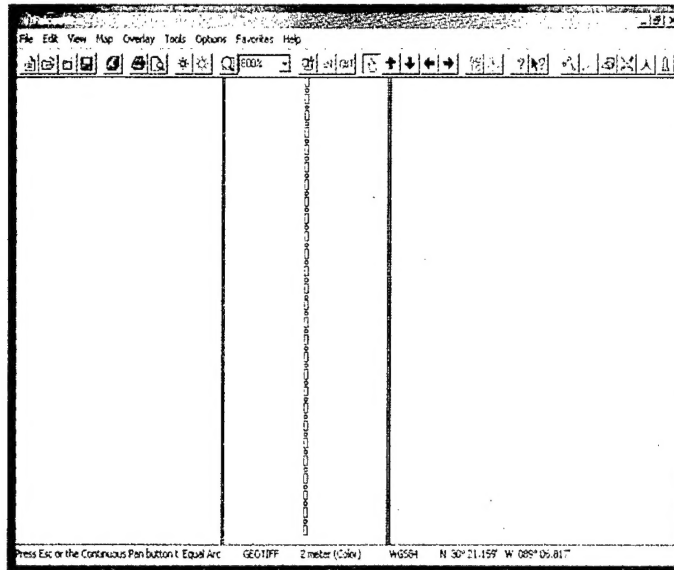 File Edit View Map Overlay Tools Options Favorites Help
800%
Press Esc or the Continuous Pan button t Equal Arc GEOTIFF 2 meter (Color) WGS84 N 30° 21.159' W 089° 05.817'